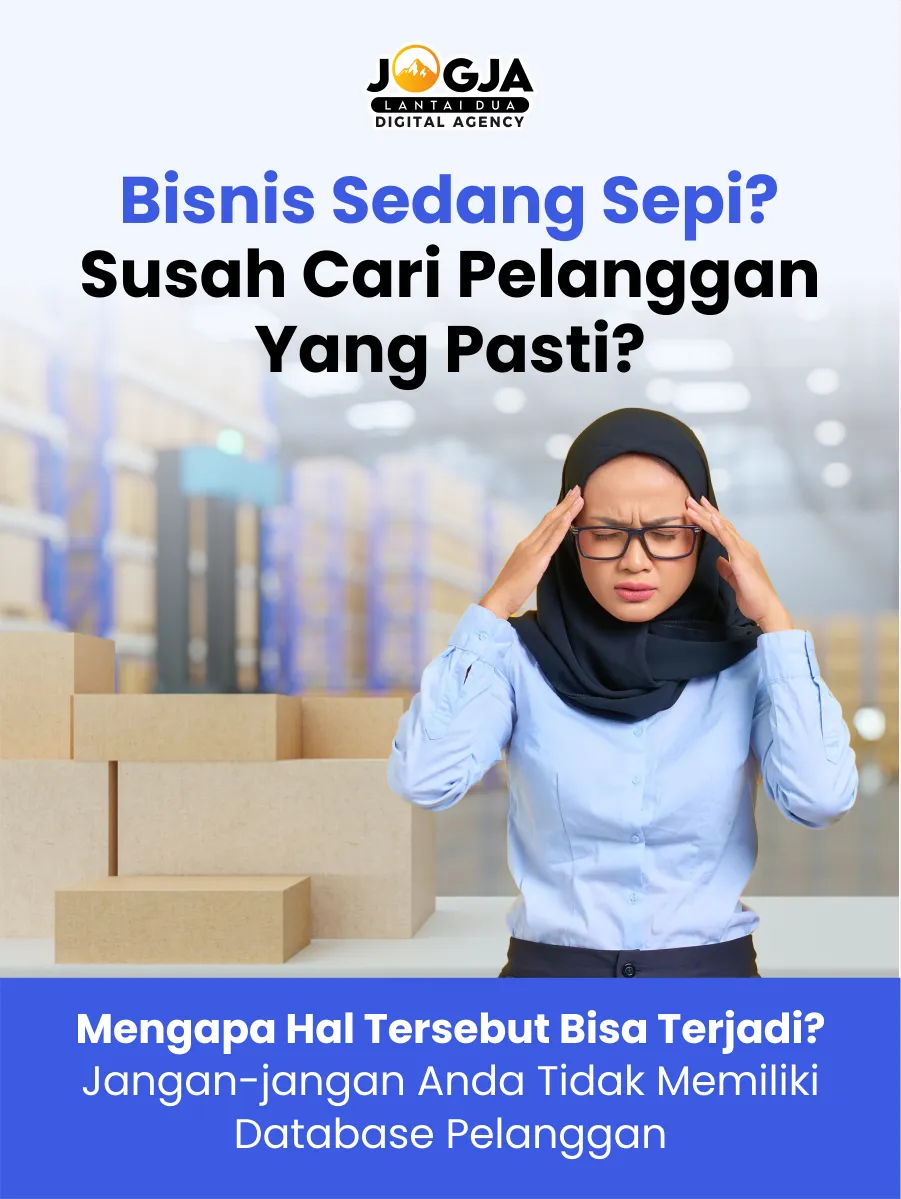 JOGJA
LANTAI DUA
DIGITAL AGENCY
Bisnis Sedang Sepi?
Susah Cari Pelanggan
Yang Pasti?
Mengapa Hal Tersebut Bisa Terjadi?
Jangan-jangan Anda Tidak Memiliki
Database Pelanggan